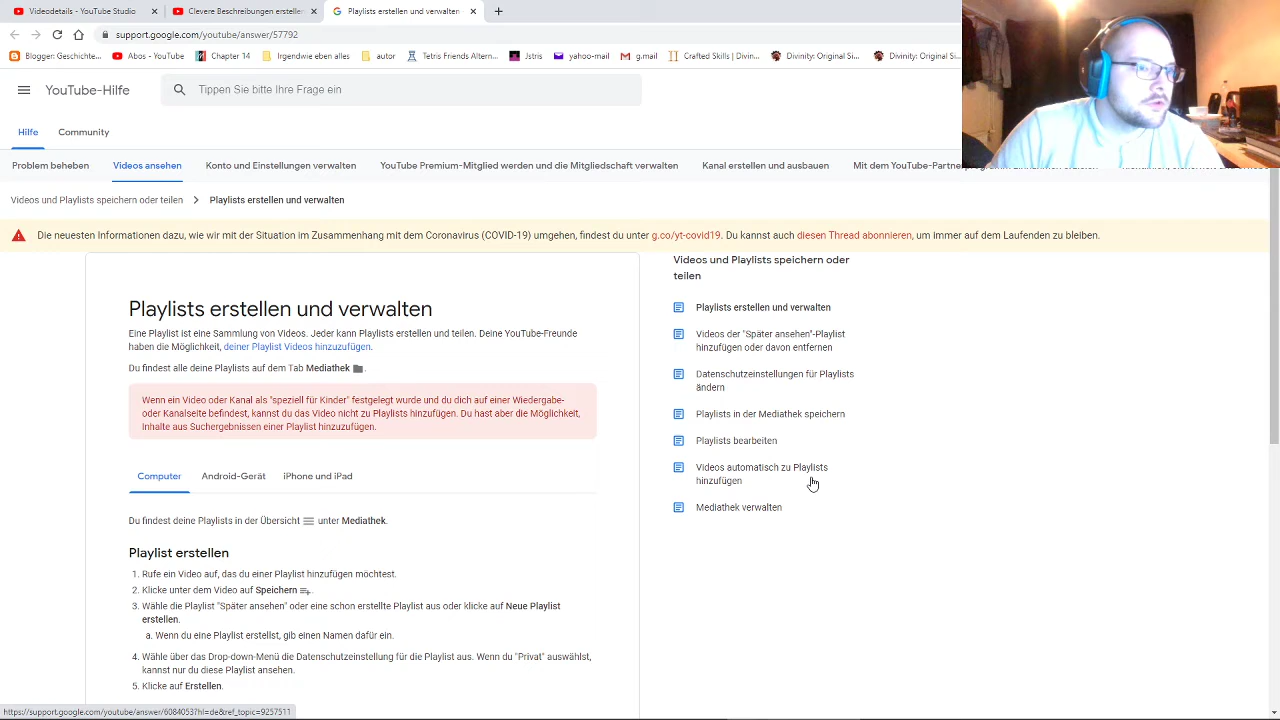 Videodetails - YouTube Studio
Clevere Beschreibungen erstellen
Playlists erstellen und verwalten
support.google.com/youtube/answer/57792
Blogger: Geschichte...
Abos - YouTube
Chapter 14
Irgendwie eben alles
autor
Tetris Friends Altern...
Jstris
yahoo-mail
g.mail
Crafted Skills | Divin...
Divinity: Original Si...
Divinity: Original Si...
YouTube-Hilfe
Tippen Sie bitte Ihre Frage ein
Hilfe
Community
Problem beheben
Videos ansehen
Konto und Einstellungen verwalten
YouTube Premium-Mitglied werden und die Mitgliedschaft verwalten
Kanal erstellen und ausbauen
Mit dem YouTube-Partn
Videos und Playlists speichern oder teilen
Playlists erstellen und verwalten
Die neuesten Informationen dazu, wie wir mit der Situation im Zusammenhang mit dem Coronavirus (COVID-19) umgehen, findest du unter g.co/yt-covid19. Du kannst auch diesen Thread abonnieren, um immer auf dem Laufenden zu bleiben.
Playlists erstellen und verwalten
Eine Playlist ist eine Sammlung von Videos. Jeder kann Playlists erstellen und teilen. Deine YouTube-Freunde
haben die Möglichkeit, deiner Playlist Videos hinzuzufügen.
Du findest alle deine Playlists auf dem Tab Mediathek.
Wenn ein Video oder Kanal als "speziell für Kinder" festgelegt wurde und du dich auf einer Wiedergabe-
oder Kanalseite befindest, kannst du das Video nicht zu Playlists hinzufügen. Du hast aber die Möglichkeit,
Inhalte aus Suchergebnissen einer Playlist hinzuzufügen.
Computer
Android-Gerät
iPhone und iPad
Du findest deine Playlists in der Übersicht unter Mediathek.
Playlist erstellen
1. Rufe ein Video auf, das du einer Playlist hinzufügen möchtest.
2. Klicke unter dem Video auf Speichern.
3. Wähle die Playlist "Später ansehen" oder eine schon erstellte Playlist aus oder klicke auf Neue Playlist
erstellen.
a. Wenn du eine Playlist erstellst, gib einen Namen dafür ein.
4. Wähle über das Drop-down-Menü die Datenschutzeinstellung für die Playlist aus. Wenn du "Privat" auswählst,
kannst nur du diese Playlist ansehen.
5. Klicke auf Erstellen.
Videos und Playlists speichern oder
teilen
Playlists erstellen und verwalten
Videos der "Später ansehen"-Playlist
hinzufügen oder davon entfernen
Datenschutzeinstellungen für Playlists
ändern
Playlists in der Mediathek speichern
Playlists bearbeiten
Videos automatisch zu Playlists
hinzufügen
Mediathek verwalten
https://support.google.com/youtube/answer/6084053?hl=de&ref_topic=9257511